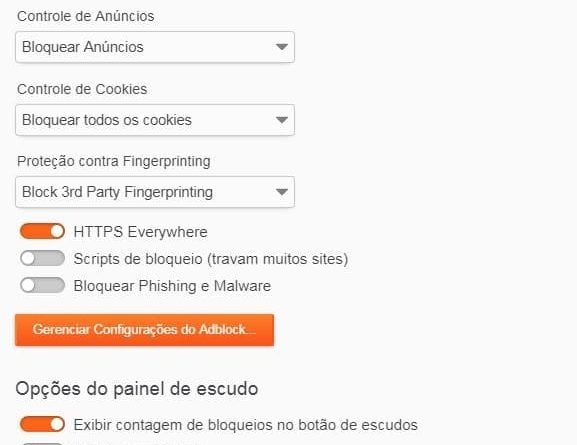 Controle de Anúncios
Bloquear Anúncios
Controle de Cookies
Bloquear todos os cookies
Proteção contra Fingerprinting
Block 3rd Party Fingerprinting
HTTPS Everywhere
Scripts de bloqueio (travam muitos sites)
Bloquear Phishing e Malware
Gerenciar Configurações do Adblock...
Opções do painel de escudo
Exibir contagem de bloqueios no botão de escudos